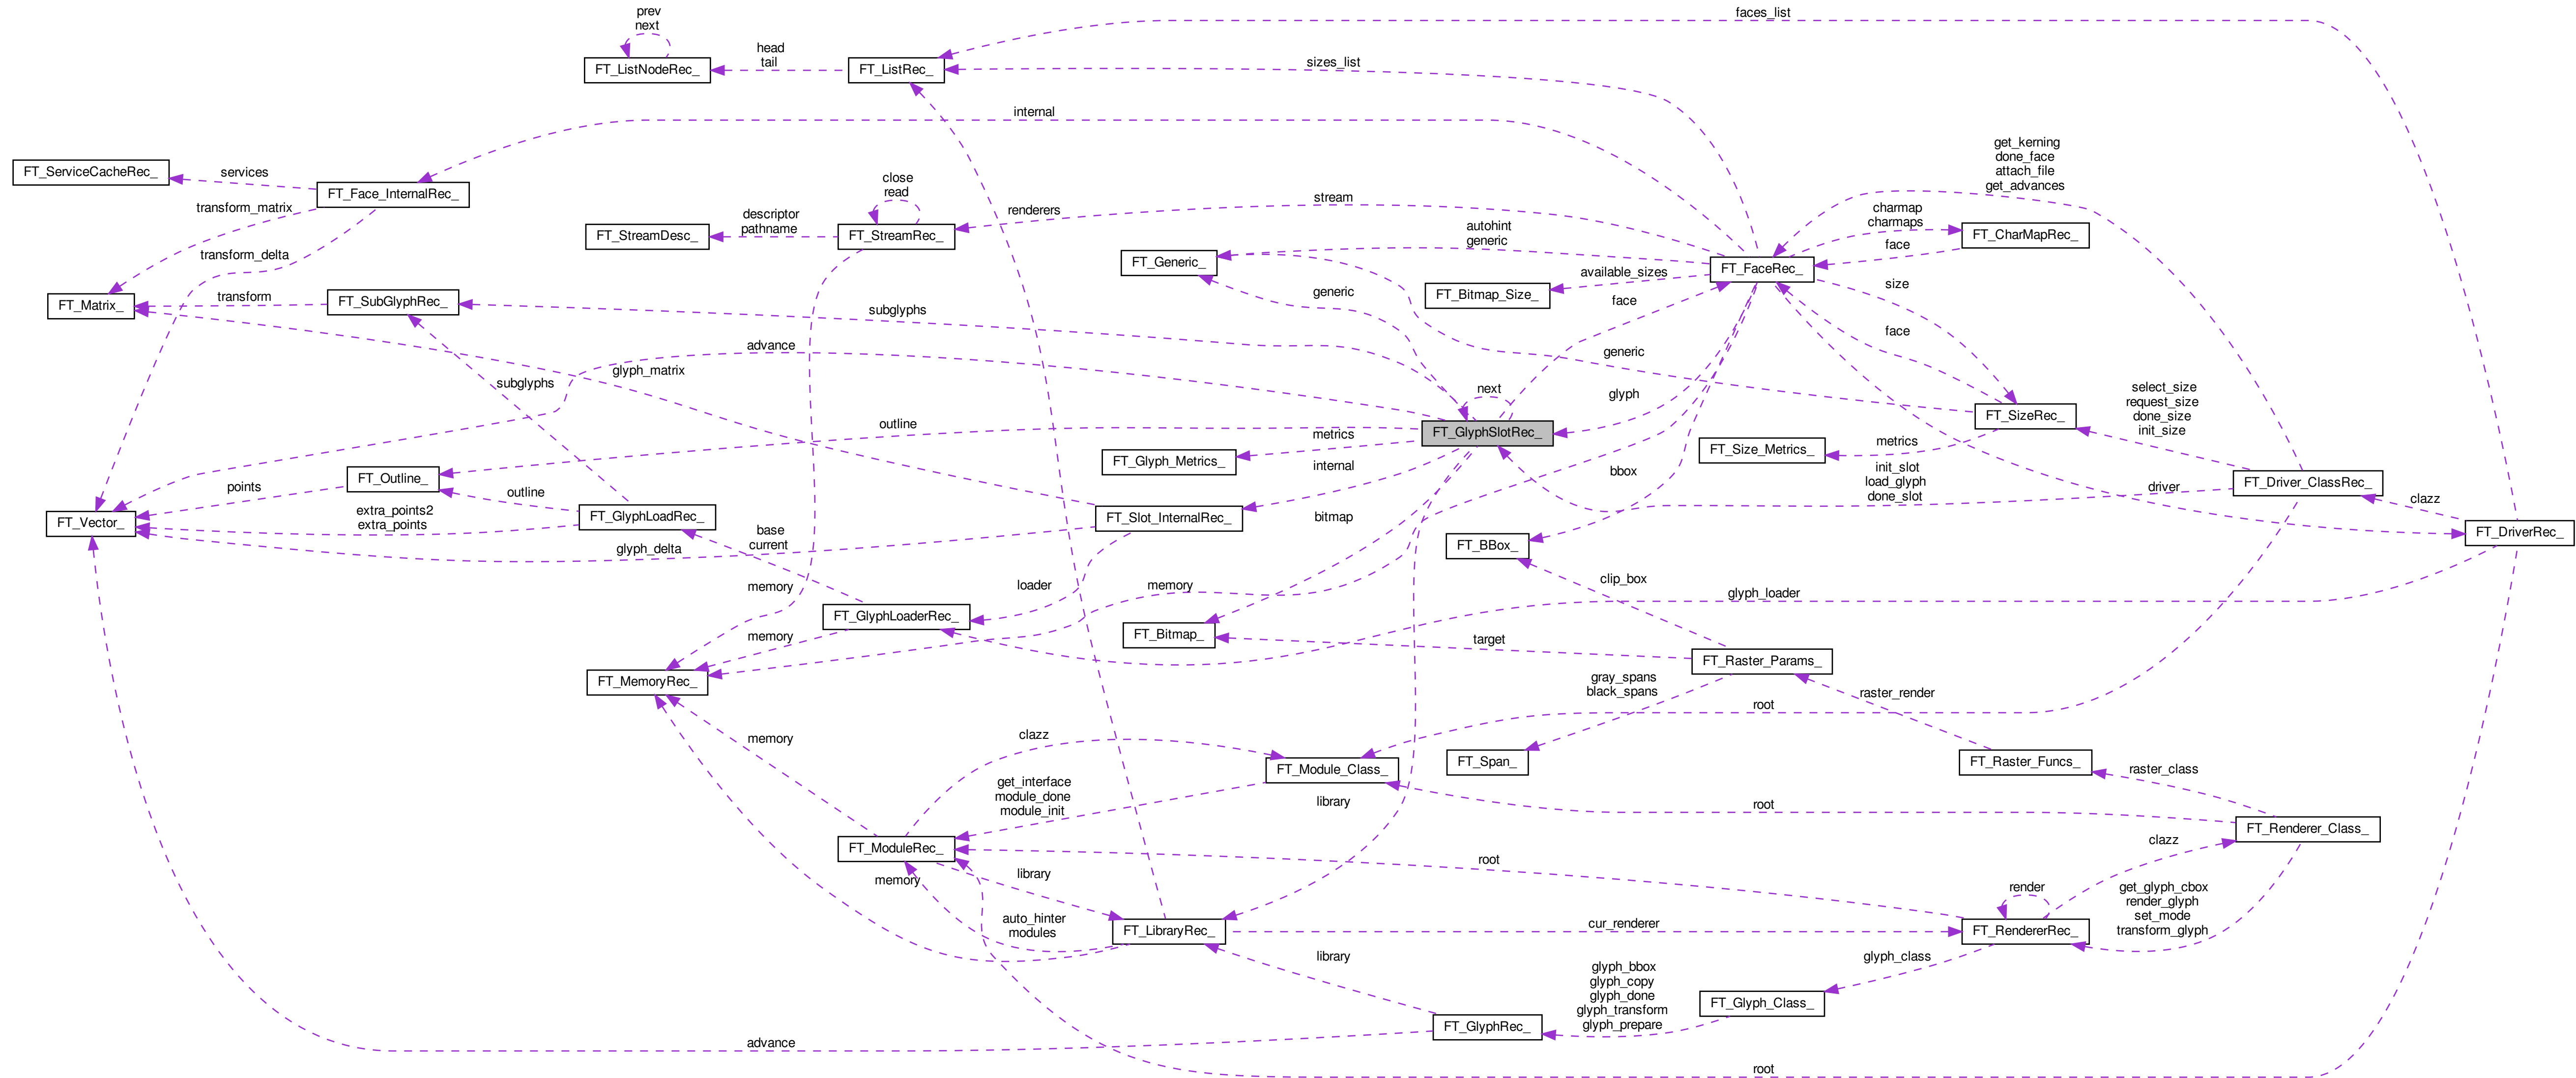 prev
next
faces_list
head
tail
FT_ListNodeRec_
FT_ListRec_
sizes_list
internal
get_kerning
done_face
attach_file
get_advances
FT_ServiceCacheRec_
services
FT_Face_InternalRec_
close
read
transform_matrix
renderers
stream
charmap
charmaps
descriptor
pathname
FT_StreamDesc_
FT_StreamRec_
autohint
generic
FT_CharMapRec_
face
transform_delta
FT_Generic_
FT_FaceRec_
available_sizes
size
transform
FT_Matrix_
FT_SubGlyphRec_
generic
FT_Bitmap_Size_
face
subglyphs
face
advance
generic
glyph_matrix
subglyphs
next
glyph
select_size
request_size
done_size
init_size
FT_SizeRec_
outline
FT_GlyphSlotRec_
metrics
metrics
FT_Size_Metrics_
FT_Glyph_Metrics_
internal
bbox
init_slot
load_glyph
done_slot
FT_Outline_
points
outline
driver
FT_Driver_ClassRec_
clazz
extra_points2
extra_points
FT_Vector_
FT_GlyphLoadRec_
FT_Slot_InternalRec_
bitmap
base
current
glyph_delta
FT_DriverRec_
FT_BBox_
clip_box
memory
loader
memory
glyph_loader
FT_GlyphLoaderRec_
memory
FT_Bitmap_
target
FT_Raster_Params_
FT_MemoryRec_
gray_spans
black_spans
raster_render
root
memory
clazz
FT_Module_Class_
FT_Span_
FT_Raster_Funcs_
raster_class
get_interface
module_done
module_init
library
root
FT_Renderer_Class_
FT_ModuleRec_
clazz
root
library
memory
render
get_glyph_cbox
render_glyph
set_mode
transform_glyph
auto_hinter
modules
FT_LibraryRec_
cur_renderer
FT_RendererRec_
library
glyph_class
glyph_bbox
glyph_copy
glyph_done
glyph_transform
glyph_prepare
FT_Glyph_Class_
FT_GlyphRec_
advance
root